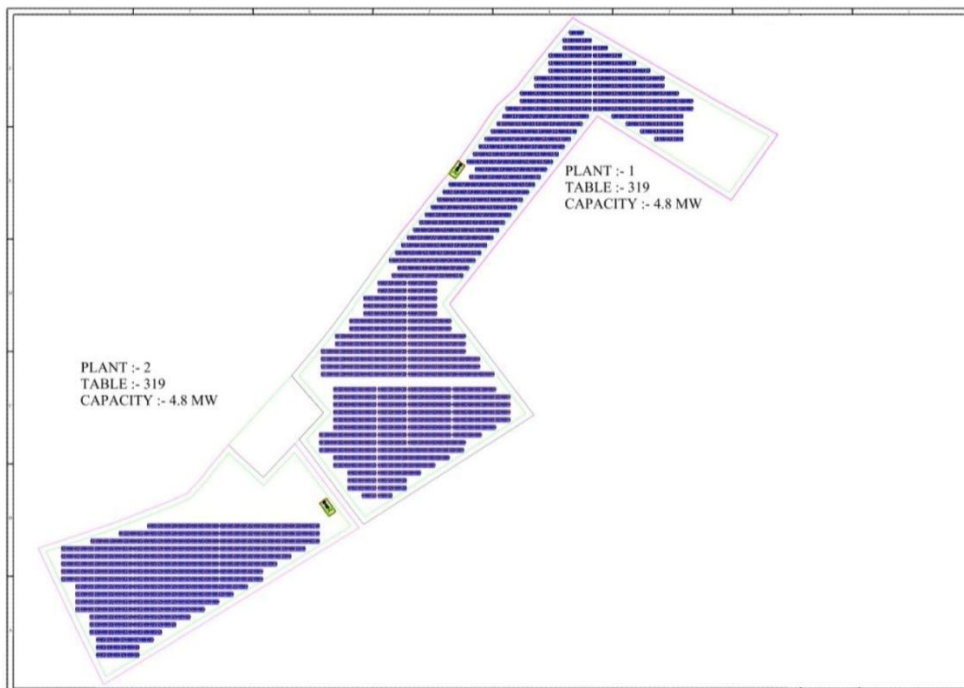 PLANT :- 1
TABLE :- 319
CAPACITY :- 4.8 MW
PLANT :- 2
TABLE :- 319
CAPACITY :- 4.8 MW